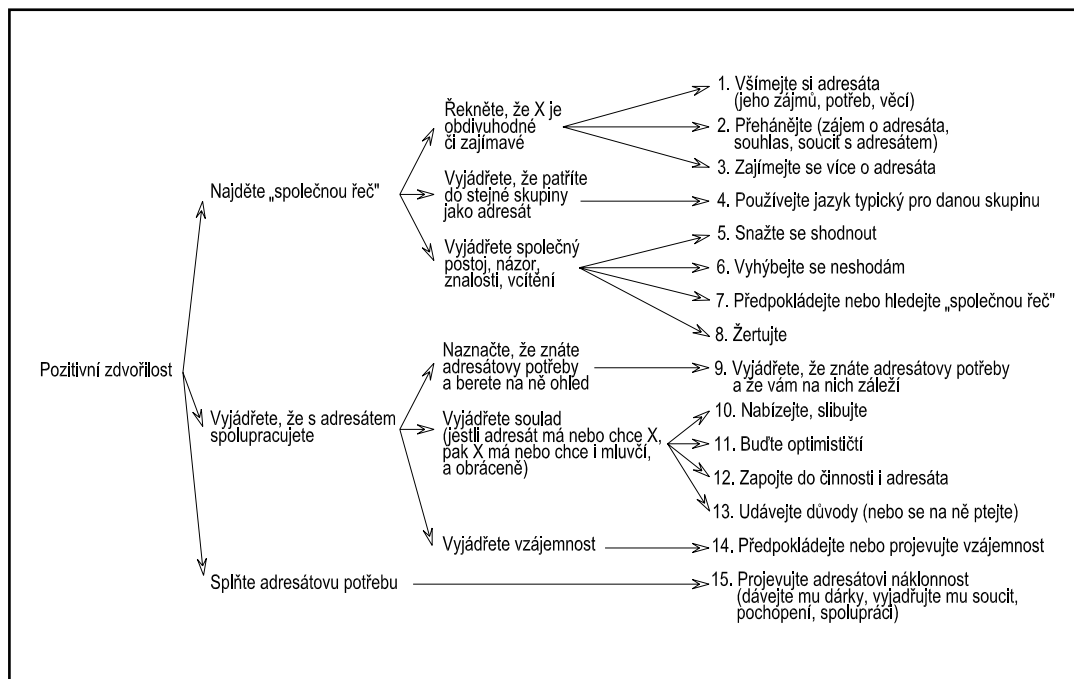 Pozitivní zdvořilost
Najděte „společnou řeč"
Řekněte, že X je
obdivuhodné
či zajímavé
1. Všímejte si adresáta
(jeho zájmů, potřeb, věcí)
2. Přehánějte (zájem o adresáta,
souhlas, soucit s adresátem)
3. Zajímejte se více o adresáta
Vyjádřete, že patříte
do stejné skupiny
jako adresát
4. Používejte jazyk typický pro danou skupinu
Vyjádřete společný
postoj, názor,
znalosti, vcítění
5. Snažte se shodnout
6. Vyhýbejte se neshodám
7. Předpokládejte nebo hledejte „společnou řeč"
8. Žertujte
Vyjádřete, že s adresátem
spolupracujete
Naznačte, že znáte
adresátovy potřeby
a berete na ně ohled
9. Vyjádřete, že znáte adresátovy potřeby
a že vám na nich záleží
Vyjádřete soulad
(jestli adresát má nebo chce X,
pak X má nebo chce i mluvčí,
a obráceně)
10. Nabízejte, slibujte
11. Buďte optimističtí
12. Zapojte do činnosti i adresáta
13. Udávejte důvody (nebo se na ně ptejte)
Vyjádřete vzájemnost
14. Předpokládejte nebo projevujte vzájemnost
Splňte adresátovu potřebu
15. Projevujte adresátovi náklonnost
(dávejte mu dárky, vyjadřujte mu soucit,
pochopení, spolupráci)